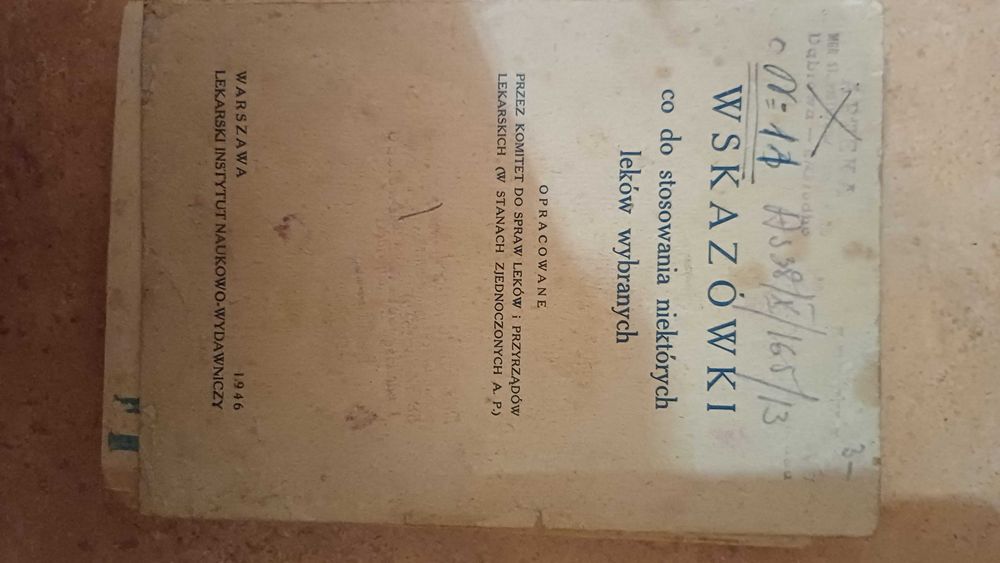 3—
WSKAZÓWKI
co do stosowania niektórych
leków wybranych
OPRACOWANE
PRZEZ KOMITET DO SPRAW LEKÓW i PRZYRZĄDÓW
LEKARSKICH (W STANACH ZJEDNOCZONYCH A. P.)
WARSZAWA 1946
LEKARSKI INSTYTUT NAUKOWO-WYDAWNICZY